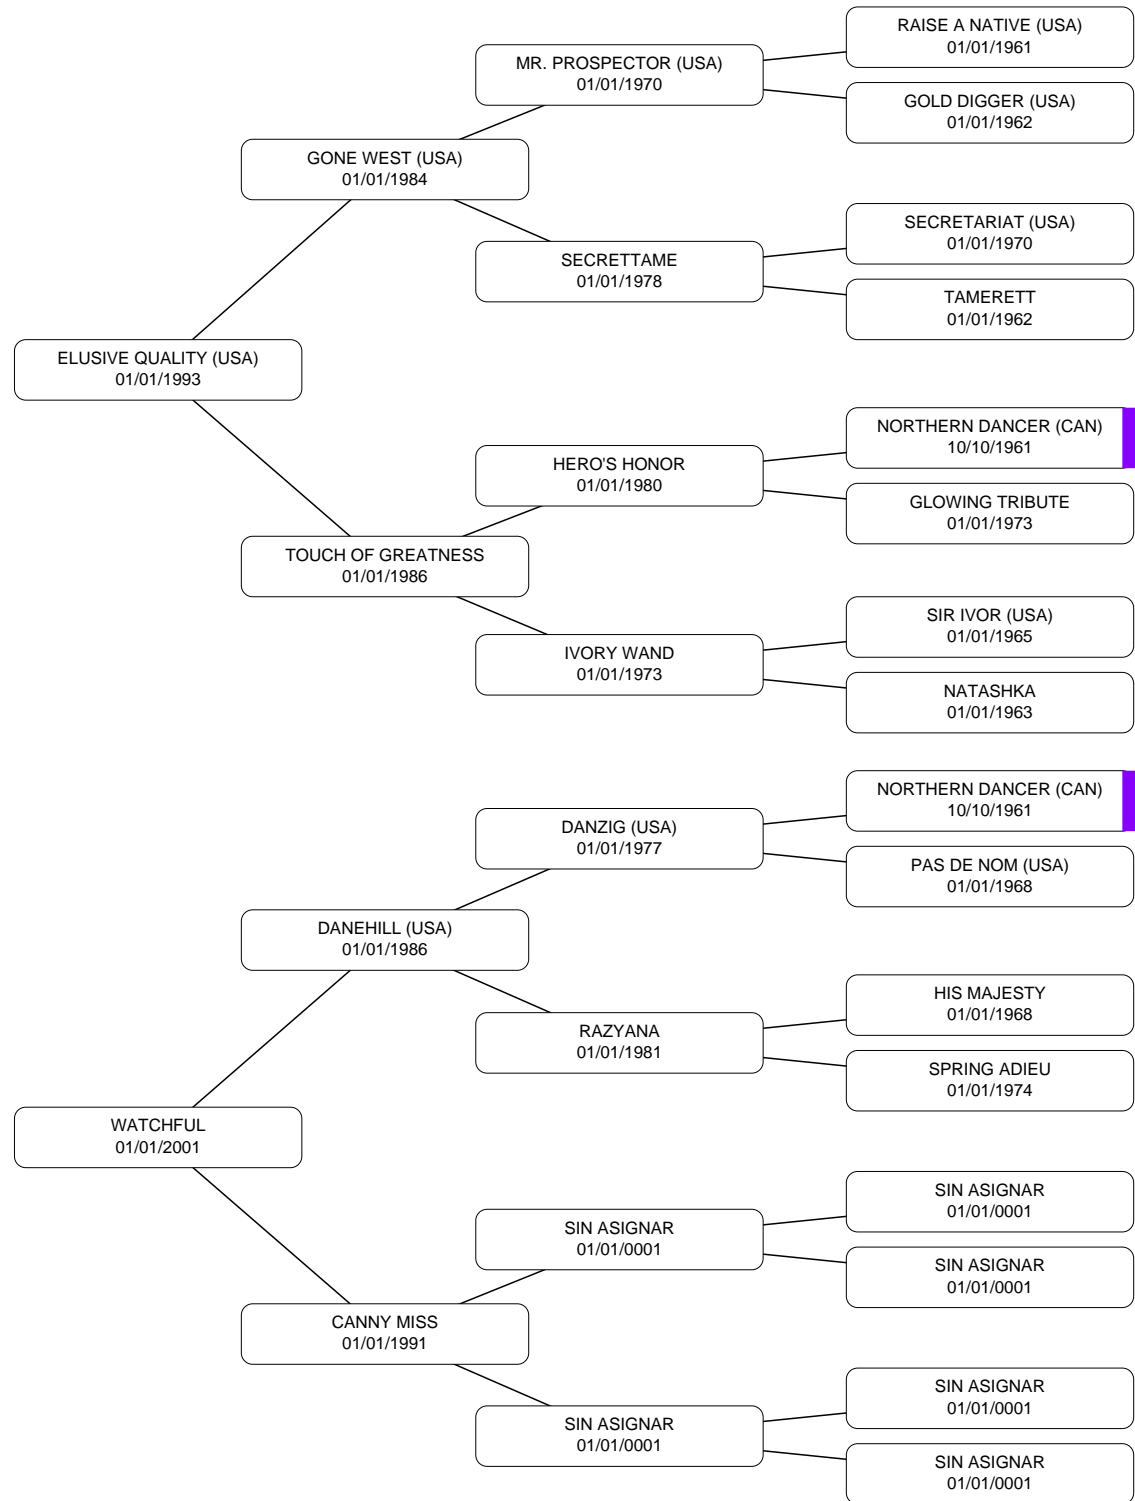 RAISE A NATIVE (USA)
01/01/1961
MR. PROSPECTOR (USA)
01/01/1970
GOLD DIGGER (USA)
01/01/1962
GONE WEST (USA)
01/01/1984
SECRETARIAT (USA)
01/01/1970
SECRETTAME
01/01/1978
TAMERETT
01/01/1962
ELUSIVE QUALITY (USA)
01/01/1993
NORTHERN DANCER (CAN)
10/10/1961
HERO'S HONOR
01/01/1980
GLOWING TRIBUTE
01/01/1973
TOUCH OF GREATNESS
01/01/1986
SIR IVOR (USA)
01/01/1965
IVORY WAND
01/01/1973
NATASHKA
01/01/1963
NORTHERN DANCER (CAN)
10/10/1961
DANZIG (USA)
01/01/1977
PAS DE NOM (USA)
01/01/1968
DANEHILL (USA)
01/01/1986
HIS MAJESTY
01/01/1968
RAZYANA
01/01/1981
SPRING ADIEU
01/01/1974
WATCHFUL
01/01/2001
SIN ASIGNAR
01/01/0001
SIN ASIGNAR
01/01/0001
SIN ASIGNAR
01/01/0001
CANNY MISS
01/01/1991
SIN ASIGNAR
01/01/0001
SIN ASIGNAR
01/01/0001
SIN ASIGNAR
01/01/0001